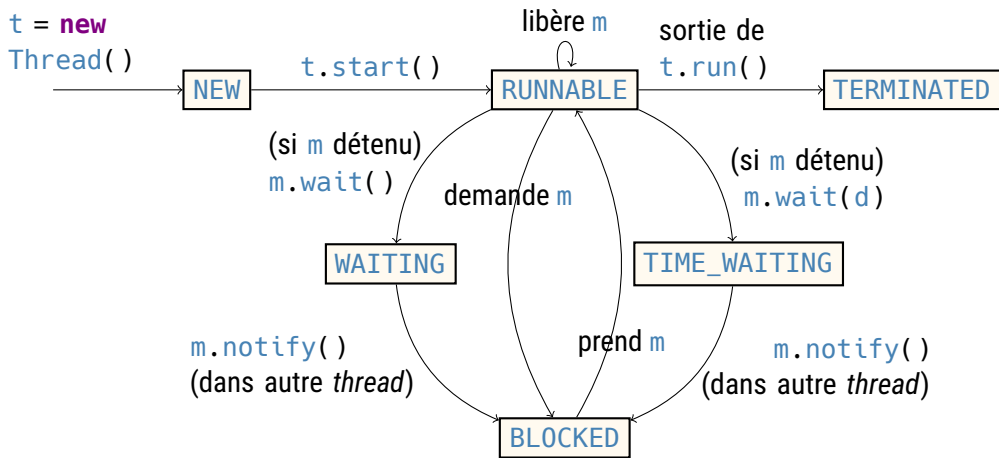 t = new
Thread()
NEW
t.start()
libère m
RUNNABLE
sortie de
t.run()
TERMINATED
(si m détenu)
m.wait()
demande m
(si m détenu)
m.wait(d)
WAITING
TIME_WAITING
m.notify()
(dans autre thread)
prend m
m.notify()
(dans autre thread)
BLOCKED